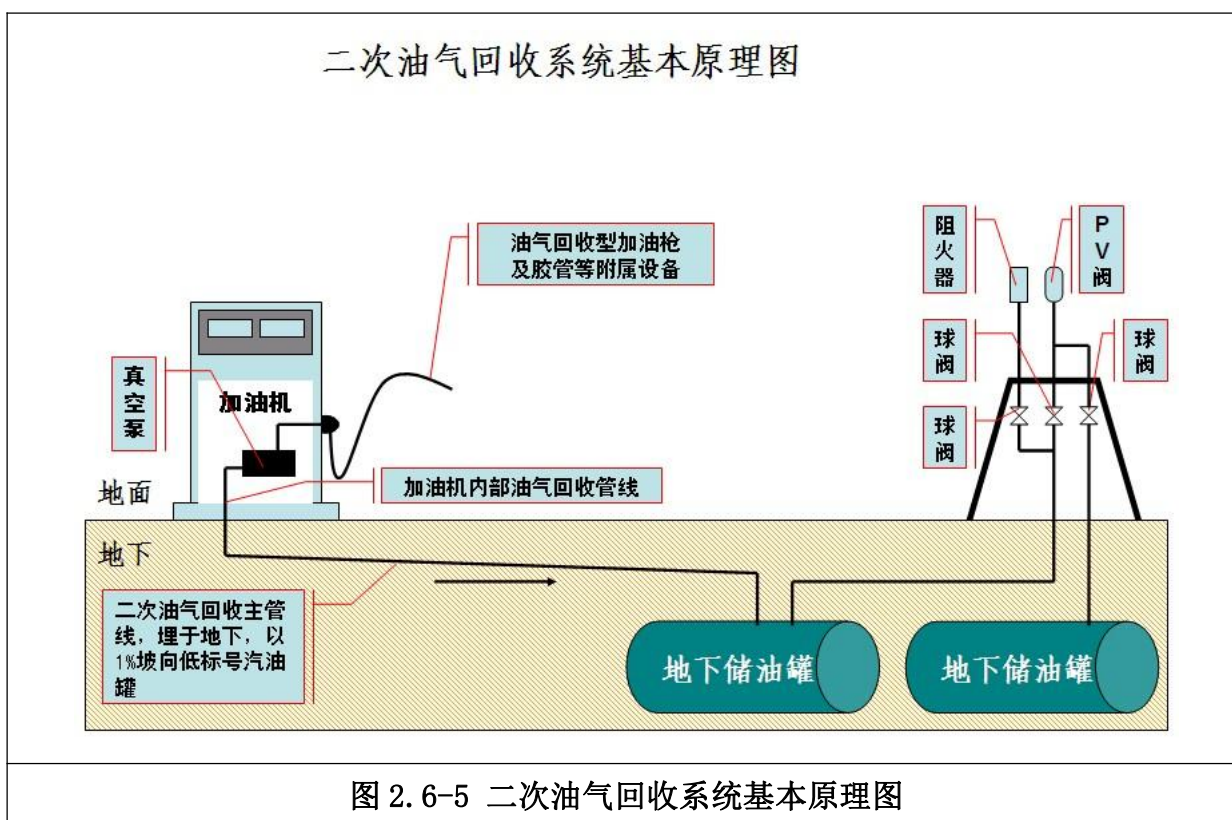 二次油气回收系统基本原理图
油气回收型加油枪
及胶管等附属设备
阻
火
器
P
V
阀
球
阀
球
阀
球
阀
真
空
泵
加油机
加油机内部油气回收管线
地面
地下
二次油气回收主管
线，埋于地下，以
1%坡向低标号汽油
罐
地下储油罐
地下储油罐
图 2.6-5 二次油气回收系统基本原理图